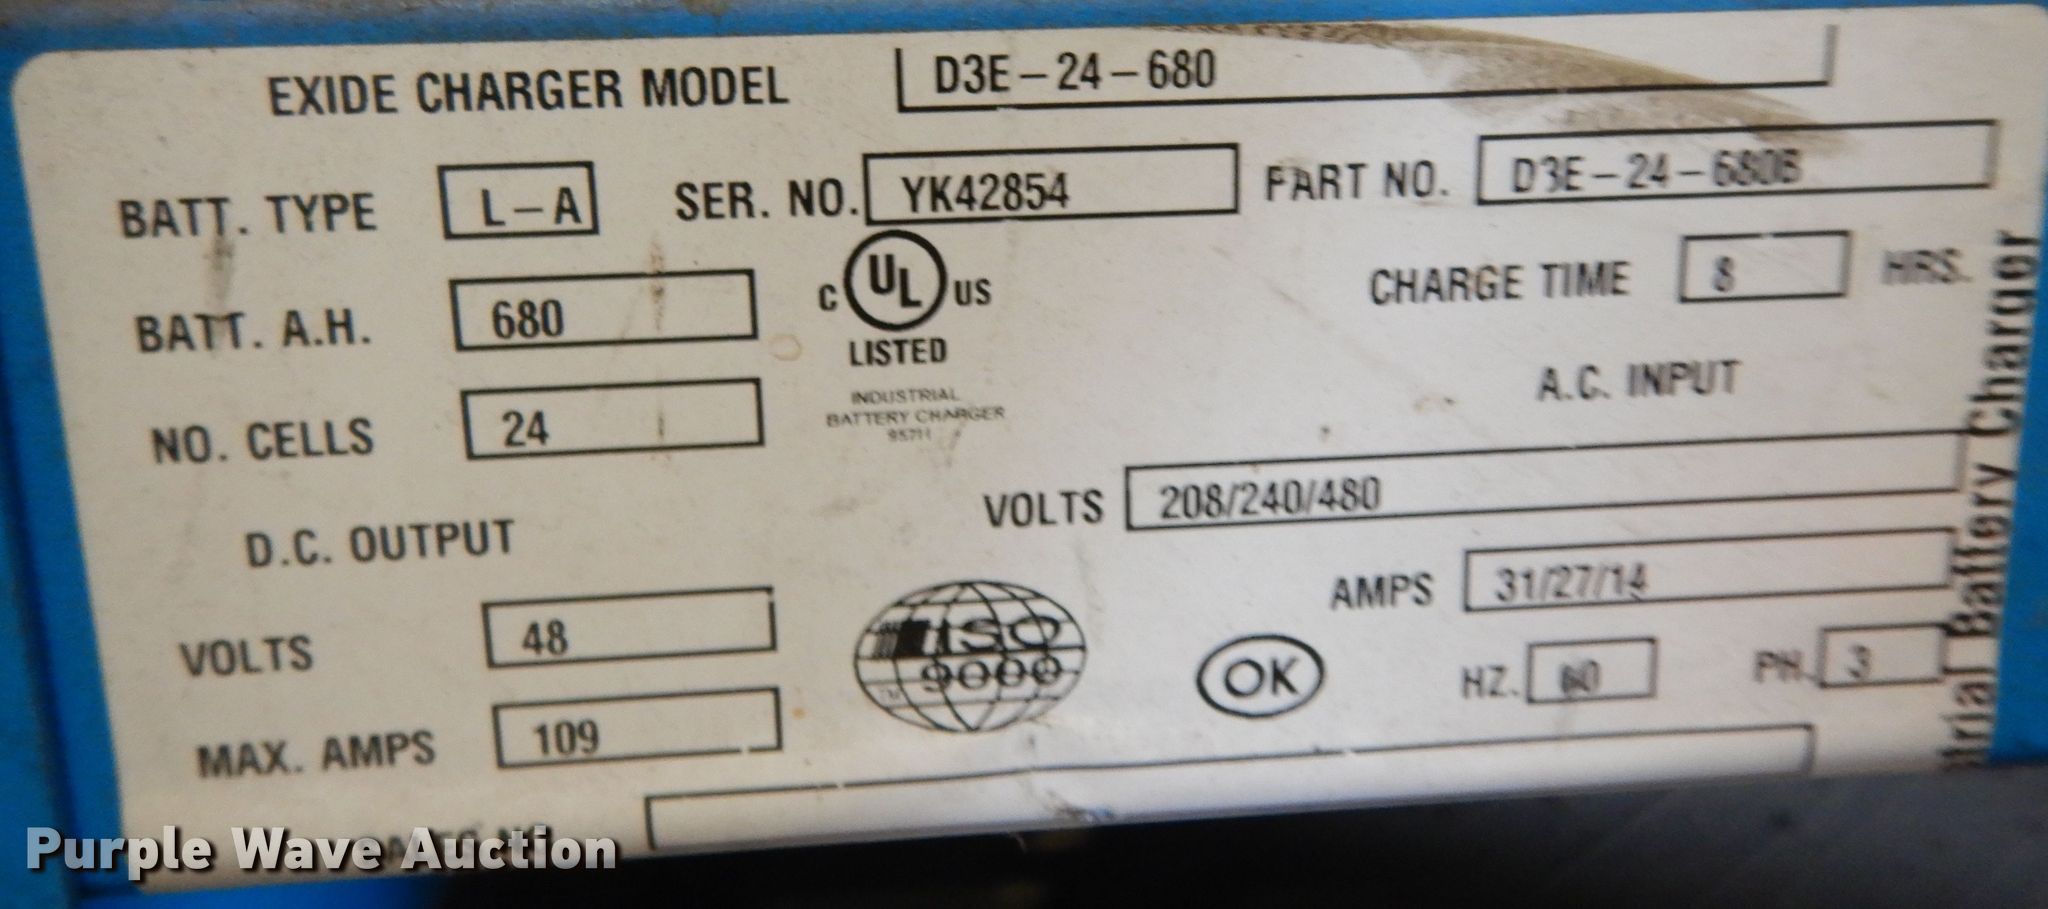 EXIDE CHARGER MODEL D3E-24-680
BATT. TYPE L-A SER. NO. YK42854 PART NO. D3E-24-680B
BATT. A.H. 680
C UL US
LISTED
INDUSTRIAL
BATTERY CHARGER
95711
CHARGE TIME 8 HRS.
NO. CELLS 24
A.C. INPUT
D.C. OUTPUT
VOLTS 208/240/480
AMPS 31/27/14
VOLTS 48
ISO
9000
TM
OK
HZ. 60 PH. 3
MAX. AMPS 109
Battery Charger
Purple Wave Auction